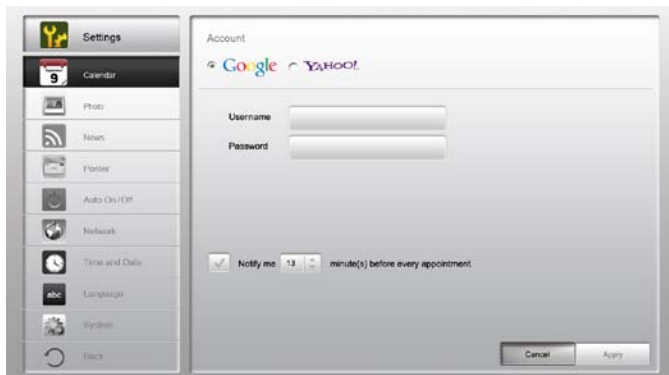 Settings
Calendar
9
Photo
News
Poster
Auto On/Off
Network
Time and Date
abc
Language
System
Back
Account
Google YAHOO!
Username
Password
Notify me 13 minute(s) before every appointment.
Cancel Apply